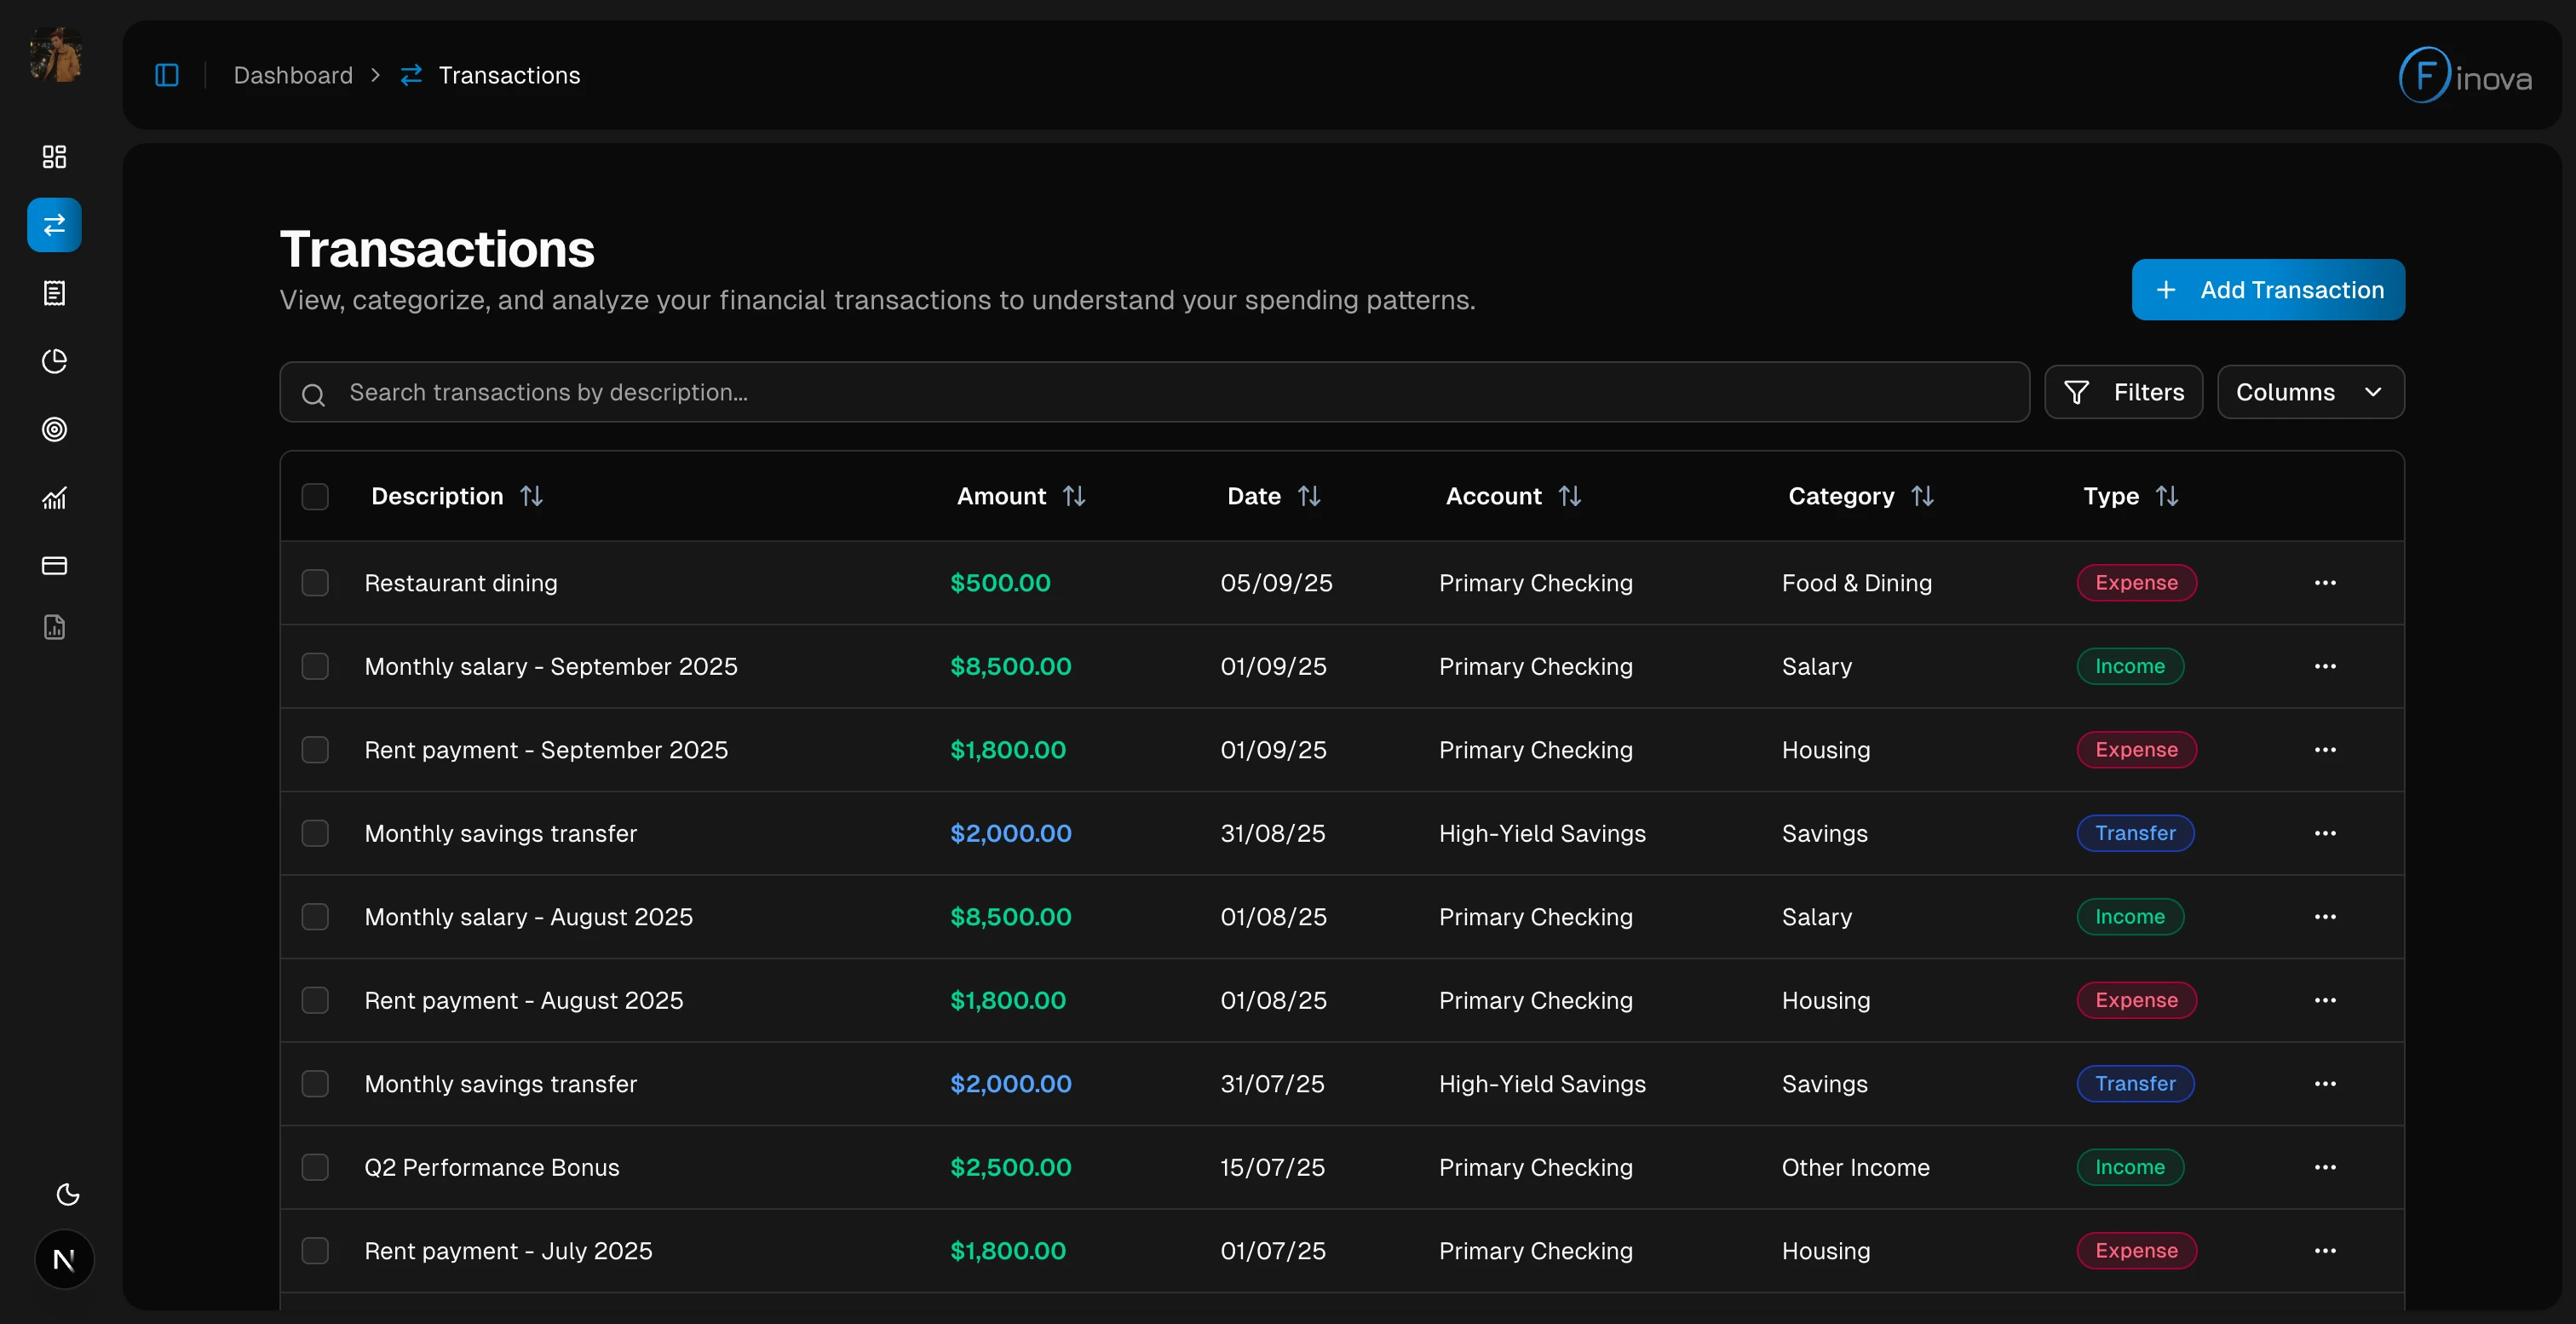 Dashboard > Transactions
Finova
Transactions
View, categorize, and analyze your financial transactions to understand your spending patterns.
+ Add Transaction
Search transactions by description...
Filters
Columns
Description Amount Date Account Category Type
Restaurant dining $500.00 05/09/25 Primary Checking Food & Dining Expense
Monthly salary - September 2025 $8,500.00 01/09/25 Primary Checking Salary Income
Rent payment - September 2025 $1,800.00 01/09/25 Primary Checking Housing Expense
Monthly savings transfer $2,000.00 31/08/25 High-Yield Savings Savings Transfer
Monthly salary - August 2025 $8,500.00 01/08/25 Primary Checking Salary Income
Rent payment - August 2025 $1,800.00 01/08/25 Primary Checking Housing Expense
Monthly savings transfer $2,000.00 31/07/25 High-Yield Savings Savings Transfer
Q2 Performance Bonus $2,500.00 15/07/25 Primary Checking Other Income Income
Rent payment - July 2025 $1,800.00 01/07/25 Primary Checking Housing Expense
N